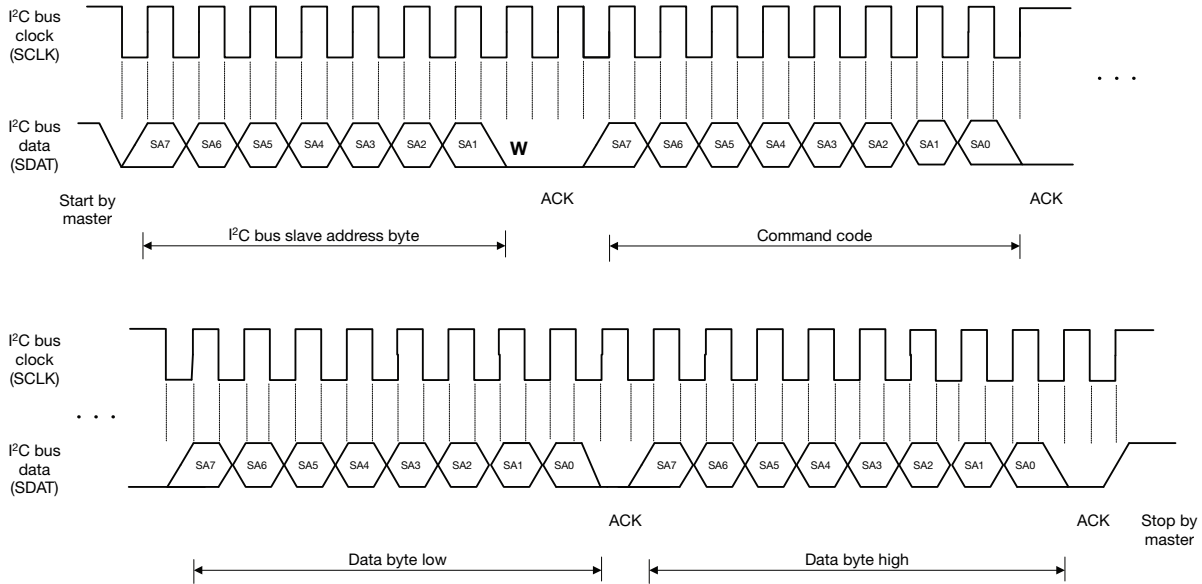 I²C bus
clock
(SCLK)
. . .
I²C bus
data
(SDAT)
SA7 SA6 SA5 SA4 SA3 SA2 SA1 W SA7 SA6 SA5 SA4 SA3 SA2 SA1 SA0
Start by
master
ACK ACK
I²C bus slave address byte Command code
I²C bus
clock
(SCLK)
. . .
I²C bus
data
(SDAT)
SA7 SA6 SA5 SA4 SA3 SA2 SA1 SA0 SA7 SA6 SA5 SA4 SA3 SA2 SA1 SA0
ACK ACK Stop by
master
Data byte low Data byte high